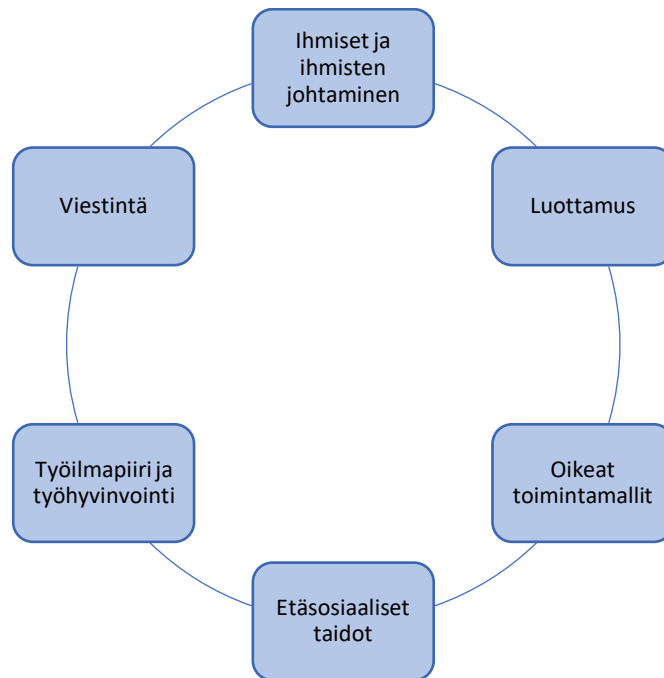 Ihmiset ja
ihmisten
johtaminen
Luottamus
Oikeat
toimintamallit
Etäsosiaaliset
taidot
Työilmapiiri ja
työhyvinvointi
Viestintä